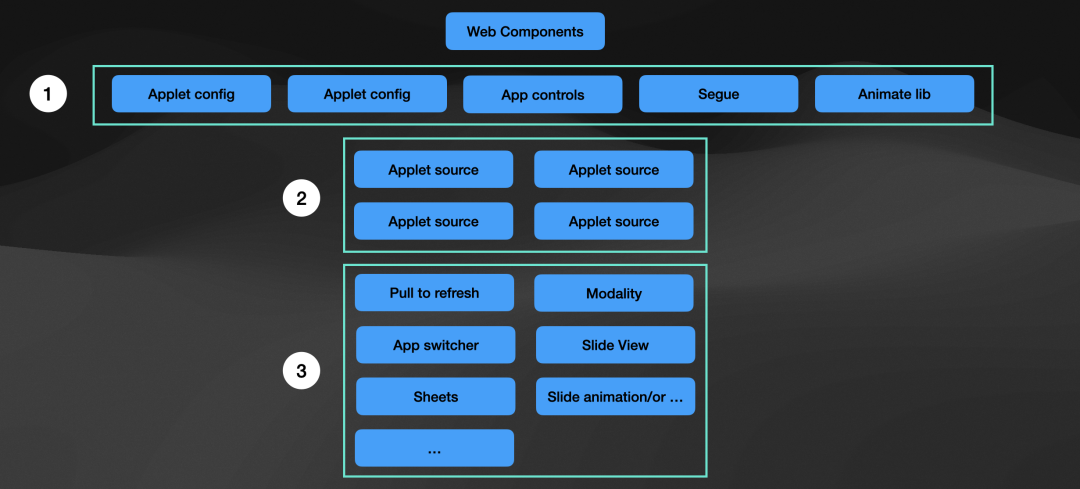 Web Components
1
Applet config
Applet config
App controls
Segue
Animate lib
2
Applet source
Applet source
Applet source
Applet source
3
Pull to refresh
Modality
App switcher
Slide View
Sheets
Slide animation/or …
…